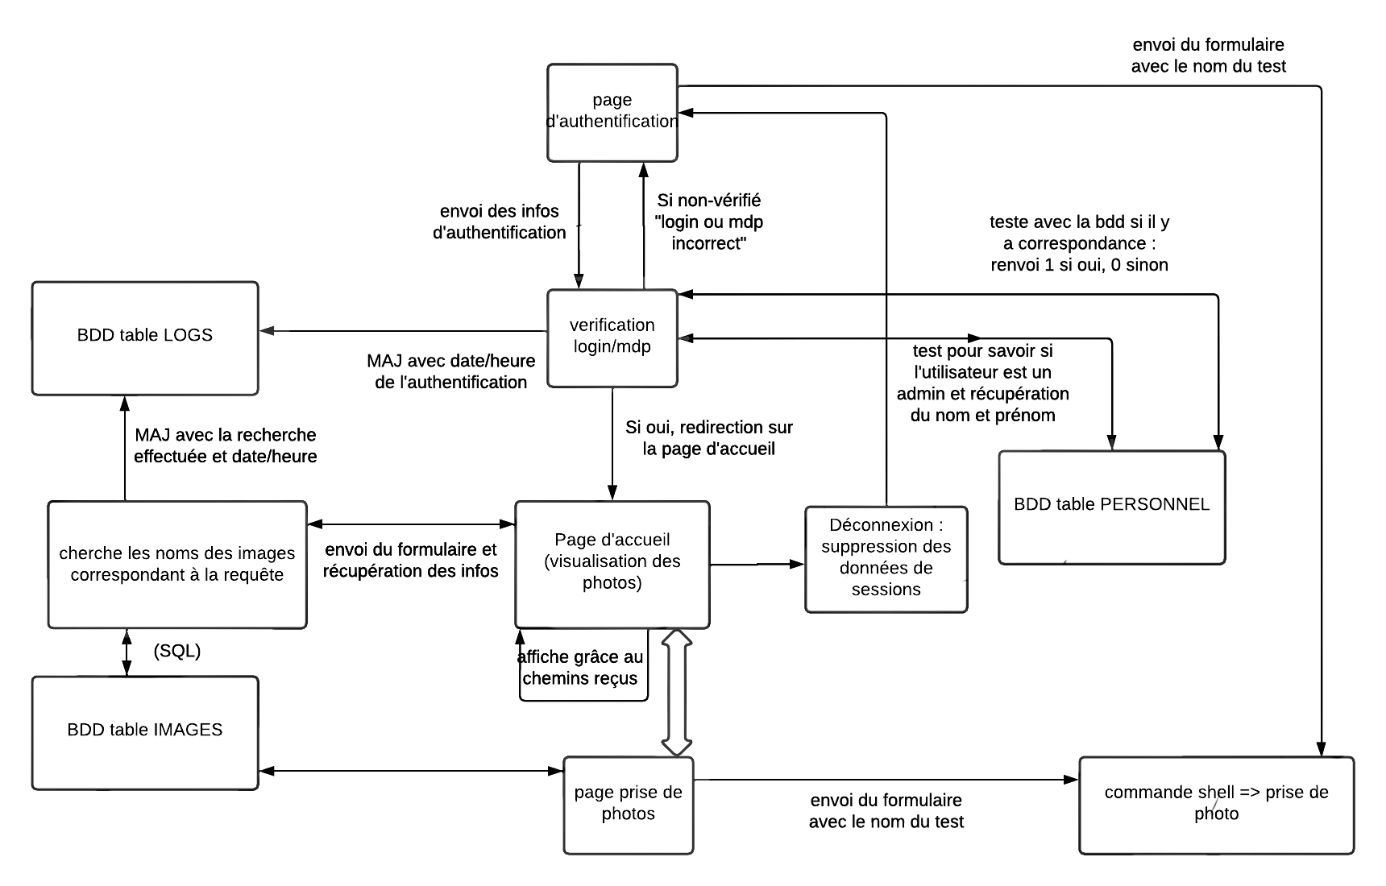 envoi du formulaire
avec le nom du test
page
d'authentification
envoi des infos
d'authentification
Si non-vérifié
"login ou mdp
incorrect"
teste avec la bdd si il y
a correspondance :
renvoi 1 si oui, 0 sinon
BDD table LOGS
verification
login/mdp
MAJ avec date/heure
de l'authentification
test pour savoir si
l'utilisateur est un
admin et récupération
du nom et prénom
MAJ avec la recherche
effectuée et date/heure
Si oui, redirection sur
la page d'accueil
BDD table PERSONNEL
cherche les noms des images
correspondant à la requête
envoi du formulaire et
récupération des infos
Page d'accueil
(visualisation des
photos)
Déconnexion :
suppression des
données de
sessions
(SQL)
affiche grâce au
chemins reçus
BDD table IMAGES
page prise de
photos
envoi du formulaire
avec le nom du test
commande shell => prise de
photo